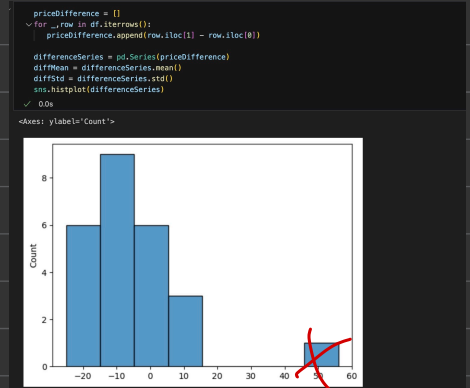 priceDifference = []
for _,row in df.iterrows():
priceDifference.append(row.iloc[1] - row.iloc[0])
differenceSeries = pd.Series(priceDifference)
diffMean = differenceSeries.mean()
diffStd = differenceSeries.std()
sns.histplot(differenceSeries)
✓ 0.0s
<Axes: ylabel='Count'>
Count
8
6
4
2
0
−20 −10 0 10 20 30 40 50 60